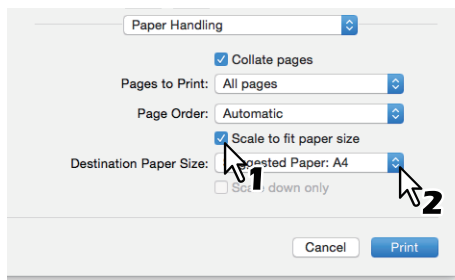 Paper Handling
Collate pages
Pages to Print: All pages
Page Order: Automatic
Scale to fit paper size
Destination Paper Size: gested Paper: A4
1
2
down only
Cancel Print